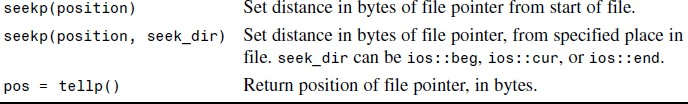 seekp(position) Set distance in bytes of file pointer from start of file.
seekp(position, seek_dir) Set distance in bytes of file pointer, from specified place in
file. seek_dir can be ios::beg, ios::cur, or ios::end.
pos = tellp() Return position of file pointer, in bytes.